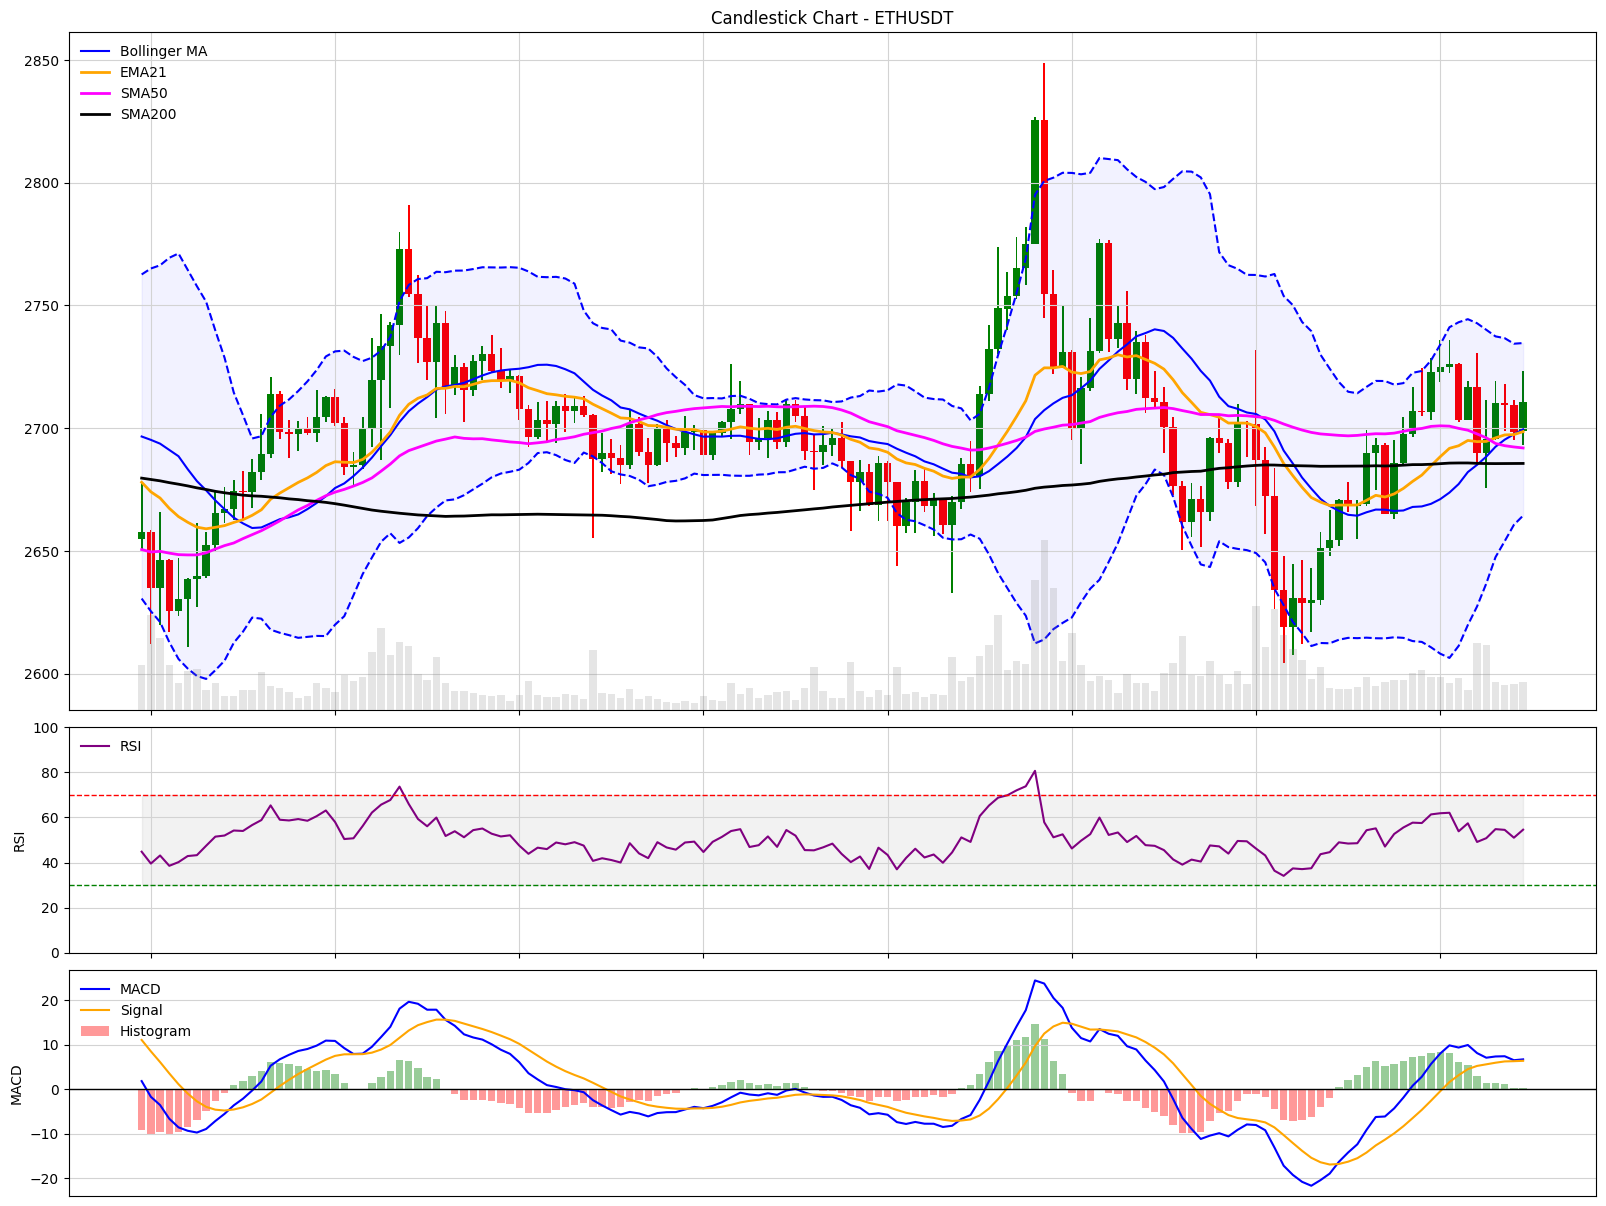 Candlestick Chart - ETHUSDT
Bollinger MA
EMA21
SMA50
SMA200
2850
2800
2750
2700
2650
2600
RSI
RSI
100
80
60
40
20
0
MACD
Signal
Histogram
MACD
20
10
0
−10
−20